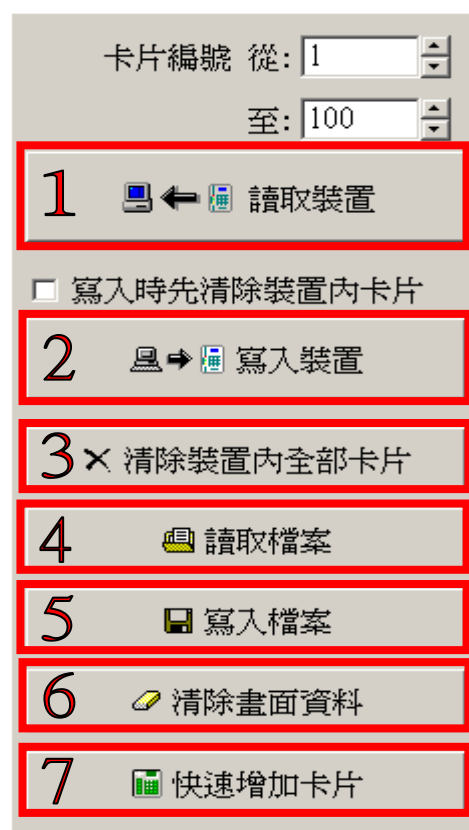 卡片編號 從: 1
至: 100
1 讀取裝置
寫入時先清除裝置內卡片
2 寫入裝置
3 清除裝置內全部卡片
4 讀取檔案
5 寫入檔案
6 清除畫面資料
7 快速增加卡片